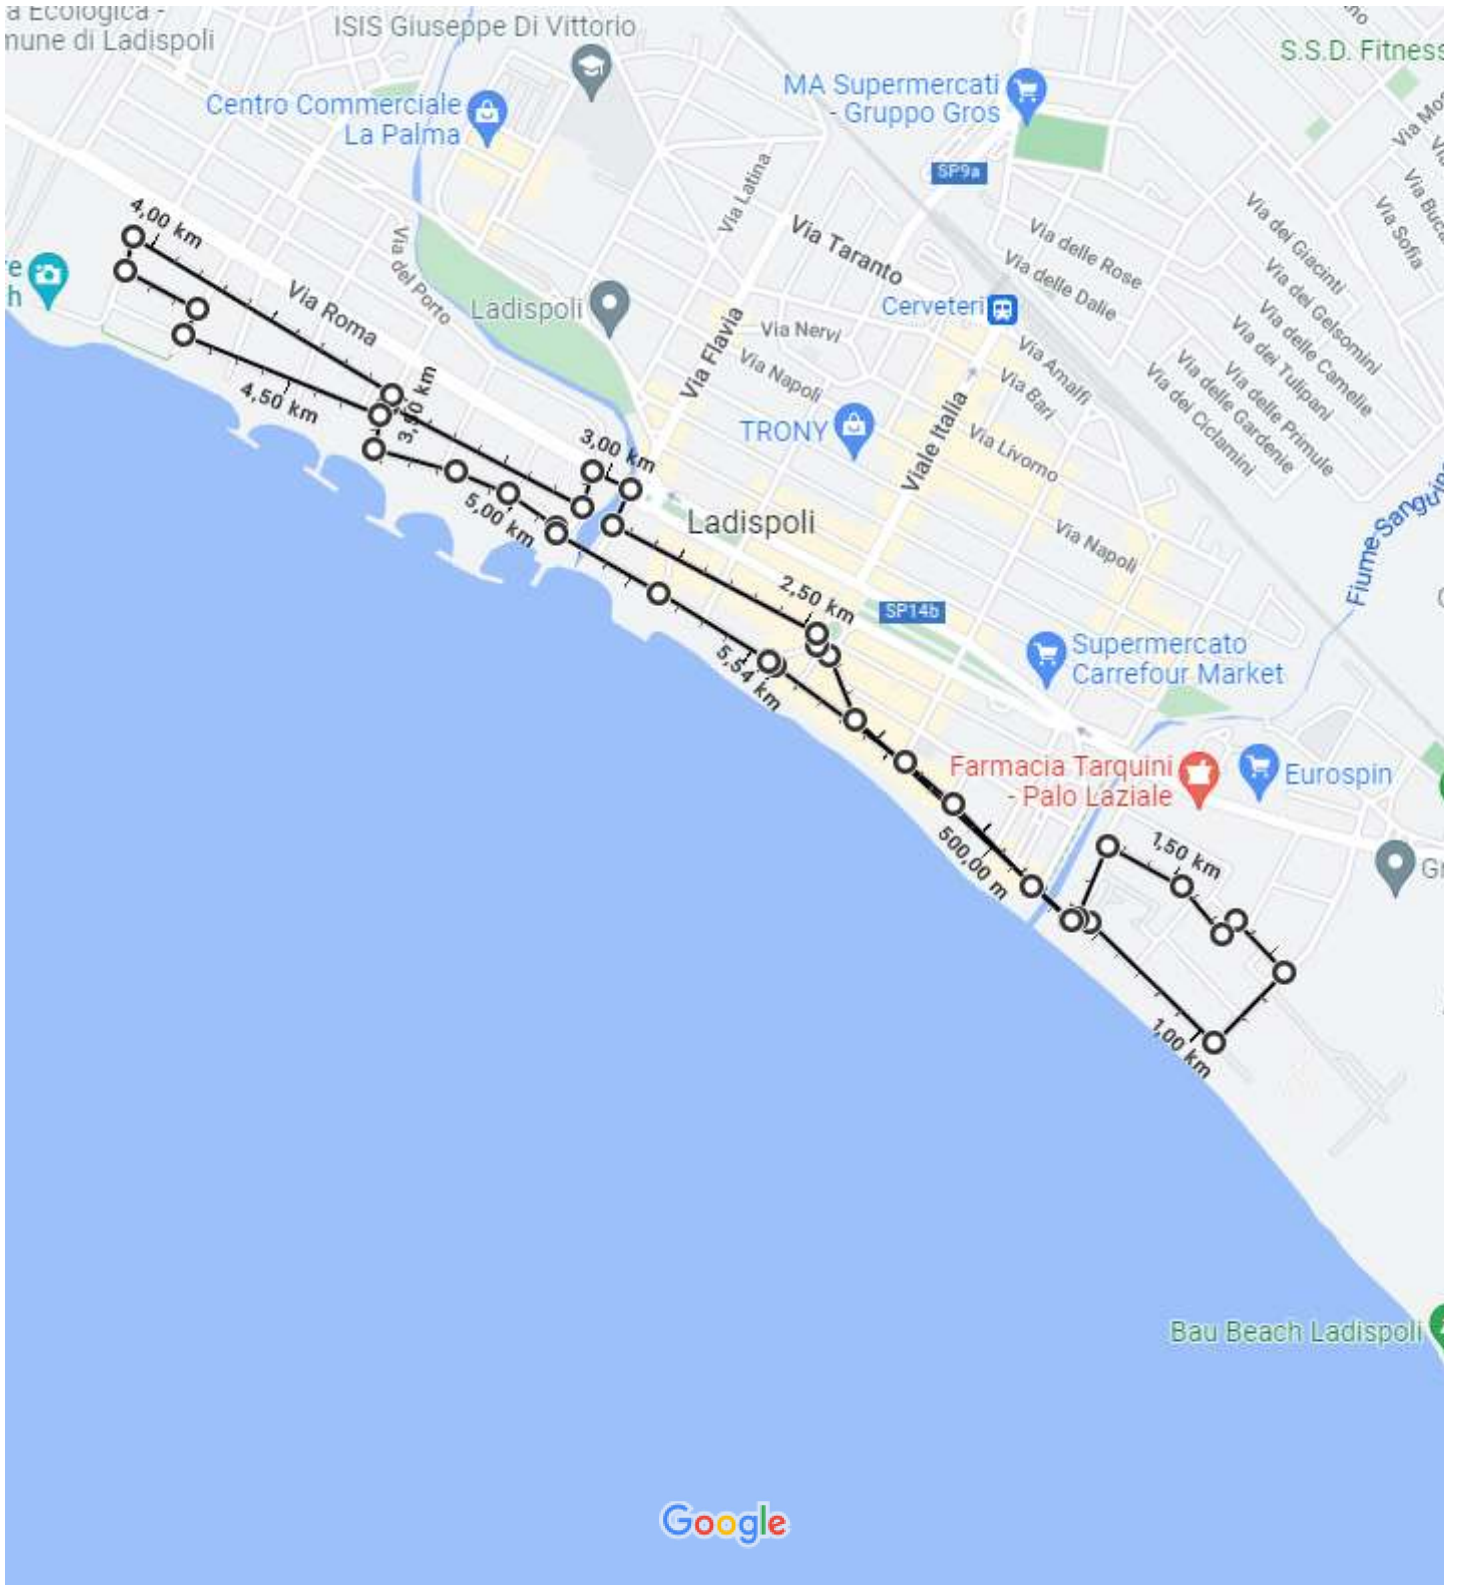 a Ecologica -
mune di Ladispoli
ISIS Giuseppe Di Vittorio
S.S.D. Fitness
MA Supermercati
- Gruppo Gros
Centro Commerciale
La Palma
SP9a
Via Latina
Via Taranto
Via delle Rose
Via delle Dalie
Via dei Giacinti
Via dei Gelsomini
Via delle Camelie
Via dei Tulipani
Via delle Primule
Via delle Gardenie
Via dei Ciclamini
Via Sofia
Via Buca
Via Mos
4,00 km
Via del Porto
Via Roma
Ladispoli
Via Flavia
Via Nervi
Via Napoli
Cerveteri
Via Amalfi
Via Bari
Viale Italia
TRONY
Via Livorno
Via Napoli
4,50 km
3,50 km
3,00 km
5,00 km
Ladispoli
Fiume Sanguin
2,50 km
SP14b
5,54 km
Supermercato
Carrefour Market
Farmacia Tarquini
- Palo Laziale
Eurospin
500,00 m
1,50 km
1,00 km
Bau Beach Ladispoli
Google